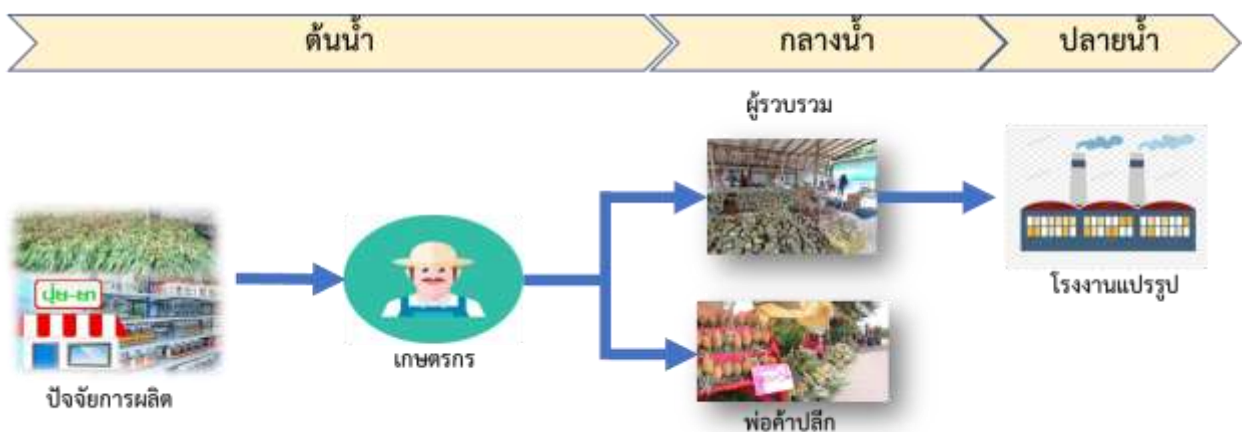 ต้นน้ำ
กลางน้ำ
ปลายน้ำ
ผู้รวบรวม
ปุ๋ย-ยา
โรงงานแปรรูป
เกษตรกร
ปัจจัยการผลิต
พ่อค้าปลีก